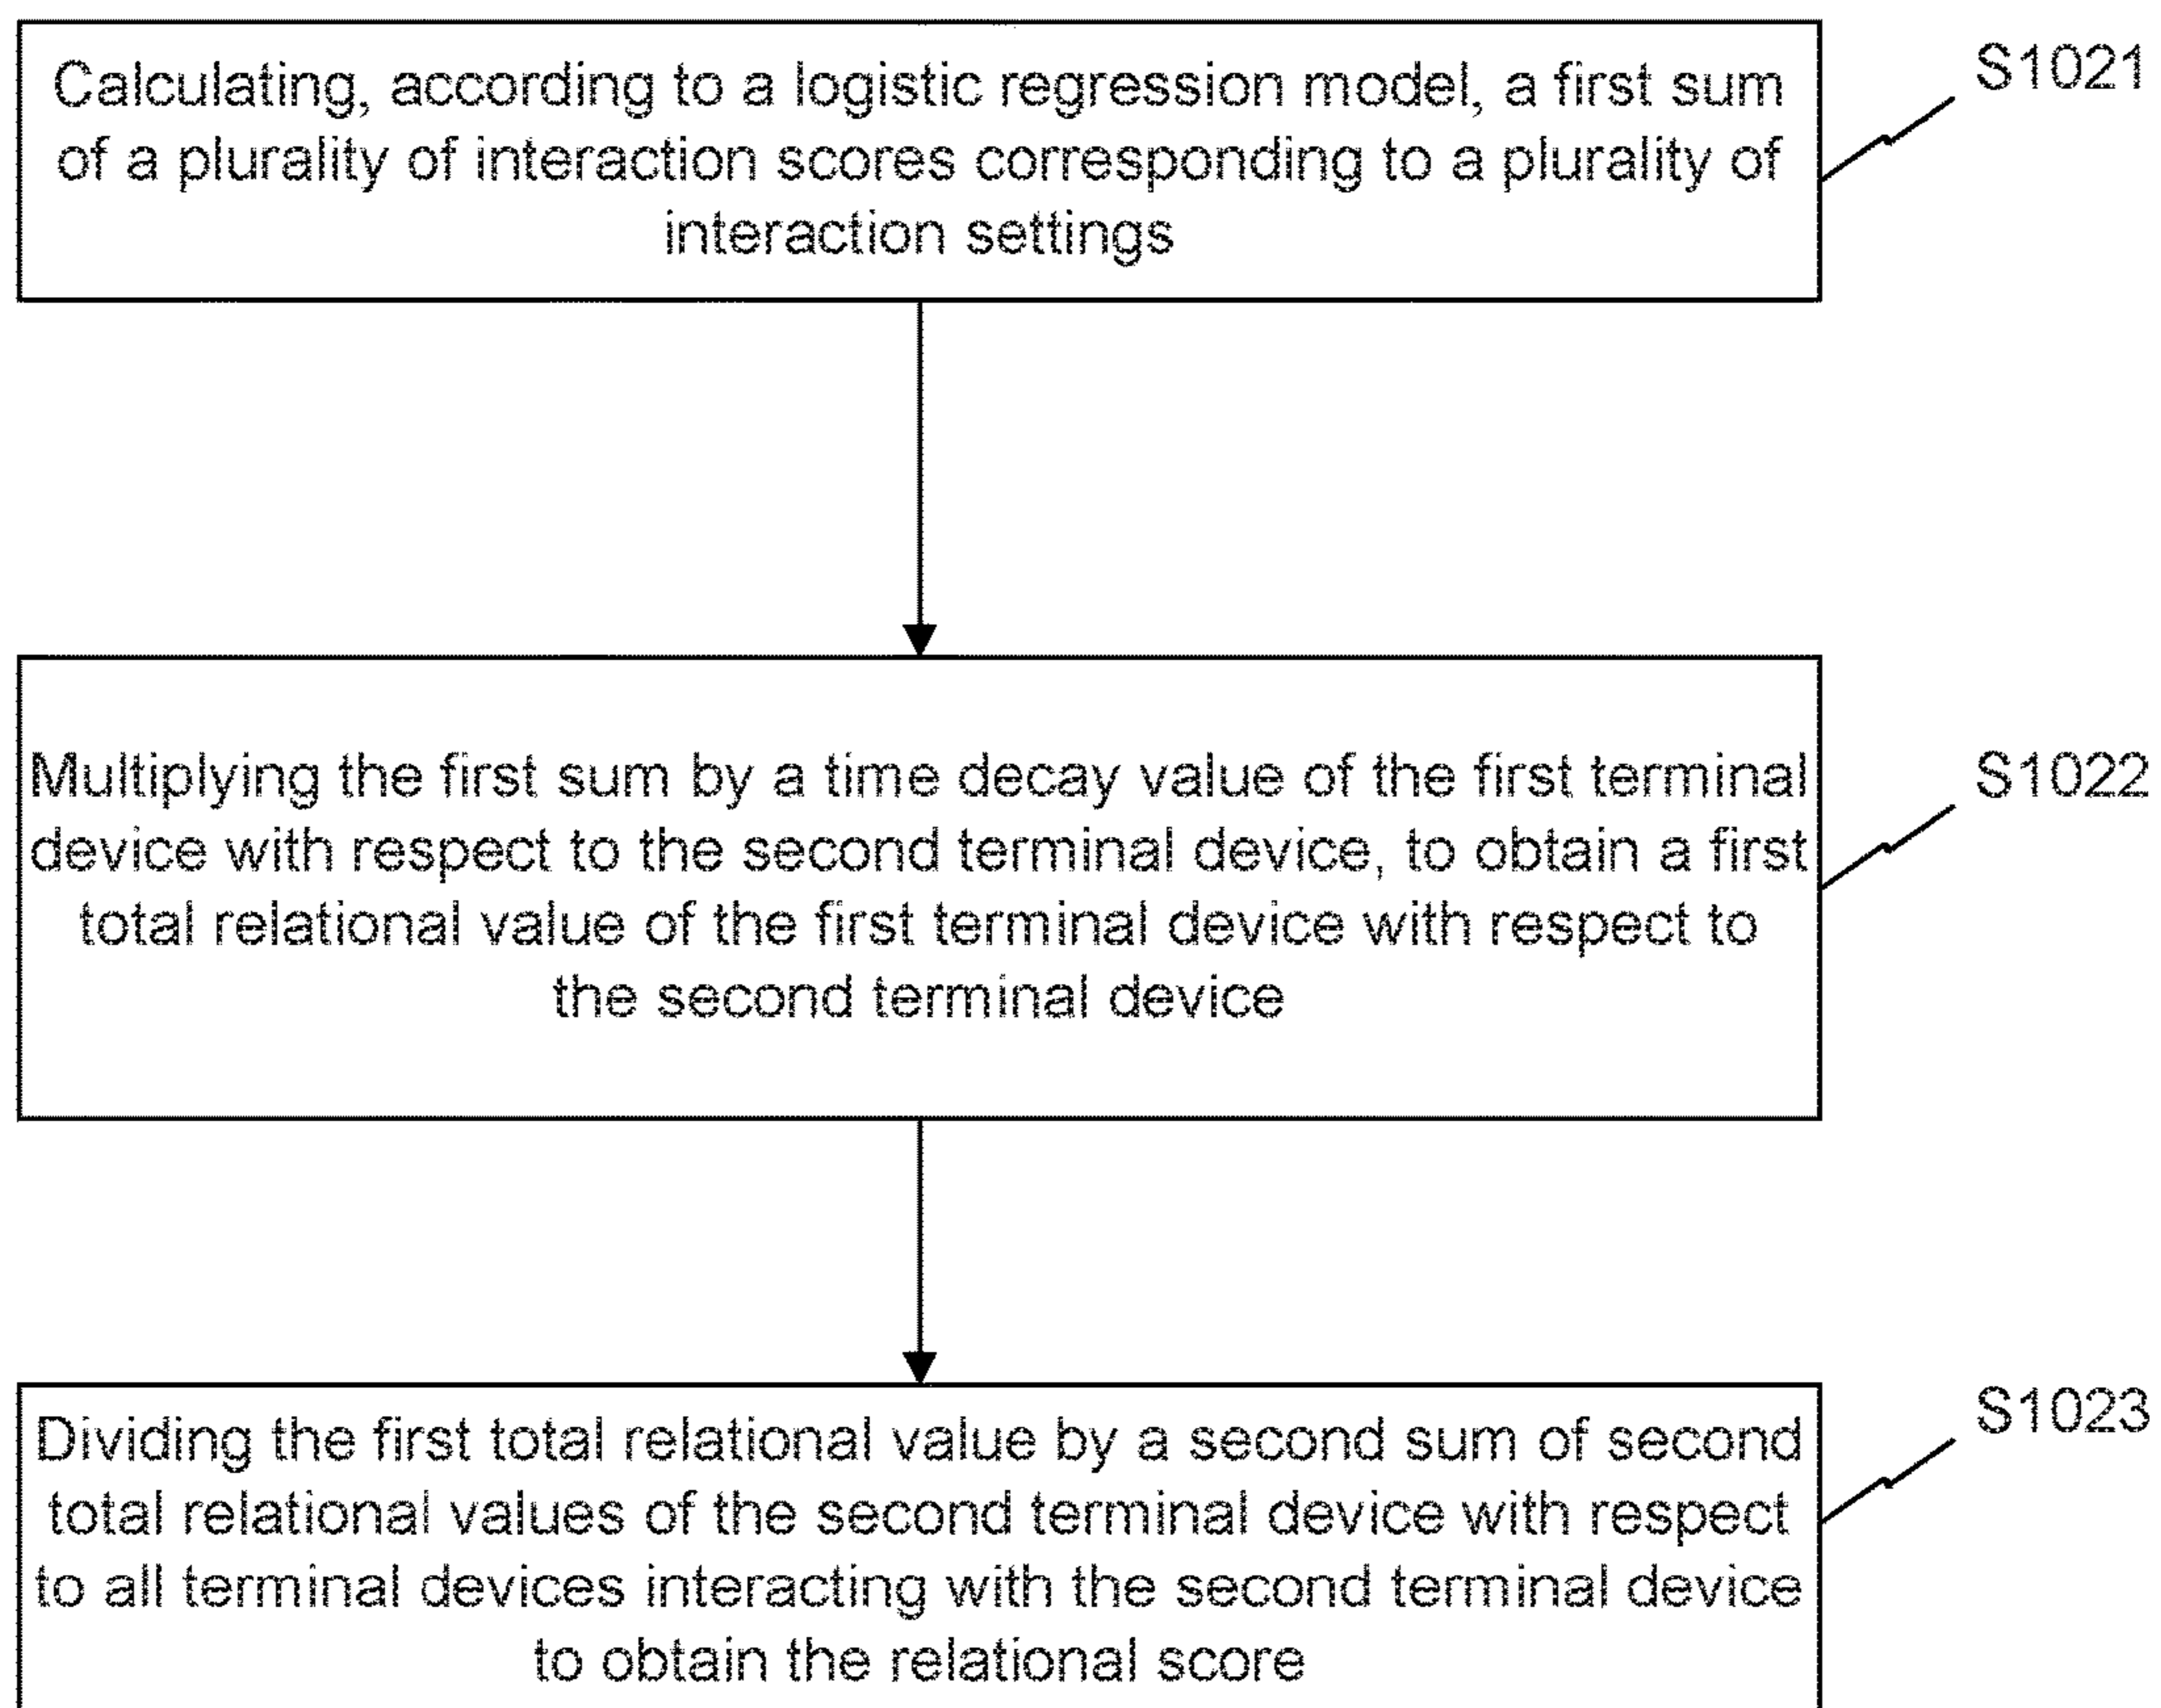 Calculating, according to a logistic regression model, a first sum
of a plurality of interaction scores corresponding to a plurality of
interaction settings
S1021
Multiplying the first sum by a time decay value of the first terminal
device with respect to the second terminal device, to obtain a first
total relational value of the first terminal device with respect to
the second terminal device
S1022
Dividing the first total relational value by a second sum of second
total relational values of the second terminal device with respect
to all terminal devices interacting with the second terminal device
to obtain the relational score
S1023